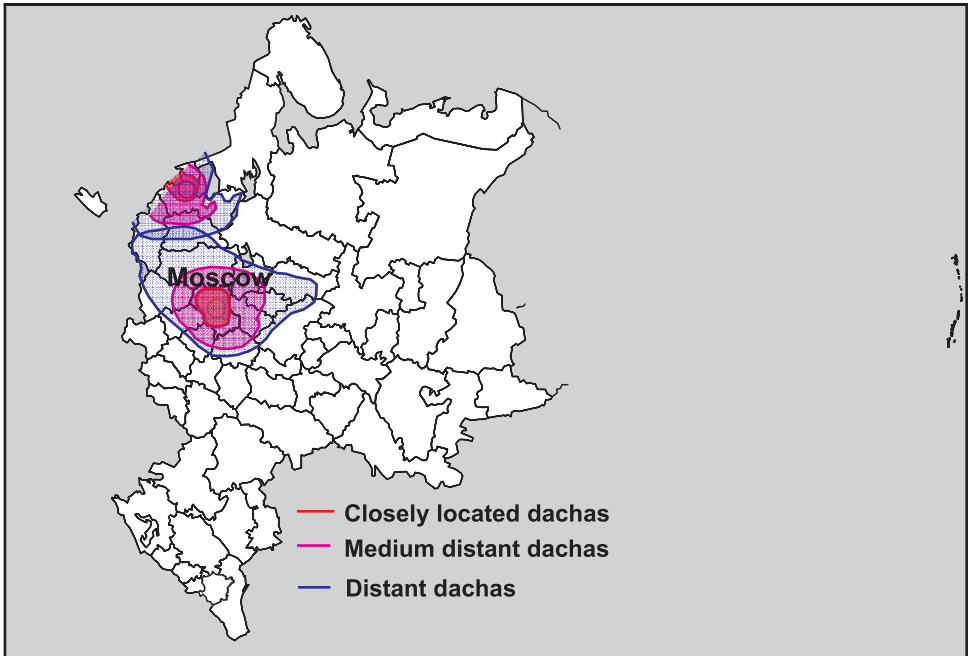 Moscow
Closely located dachas
Medium distant dachas
Distant dachas